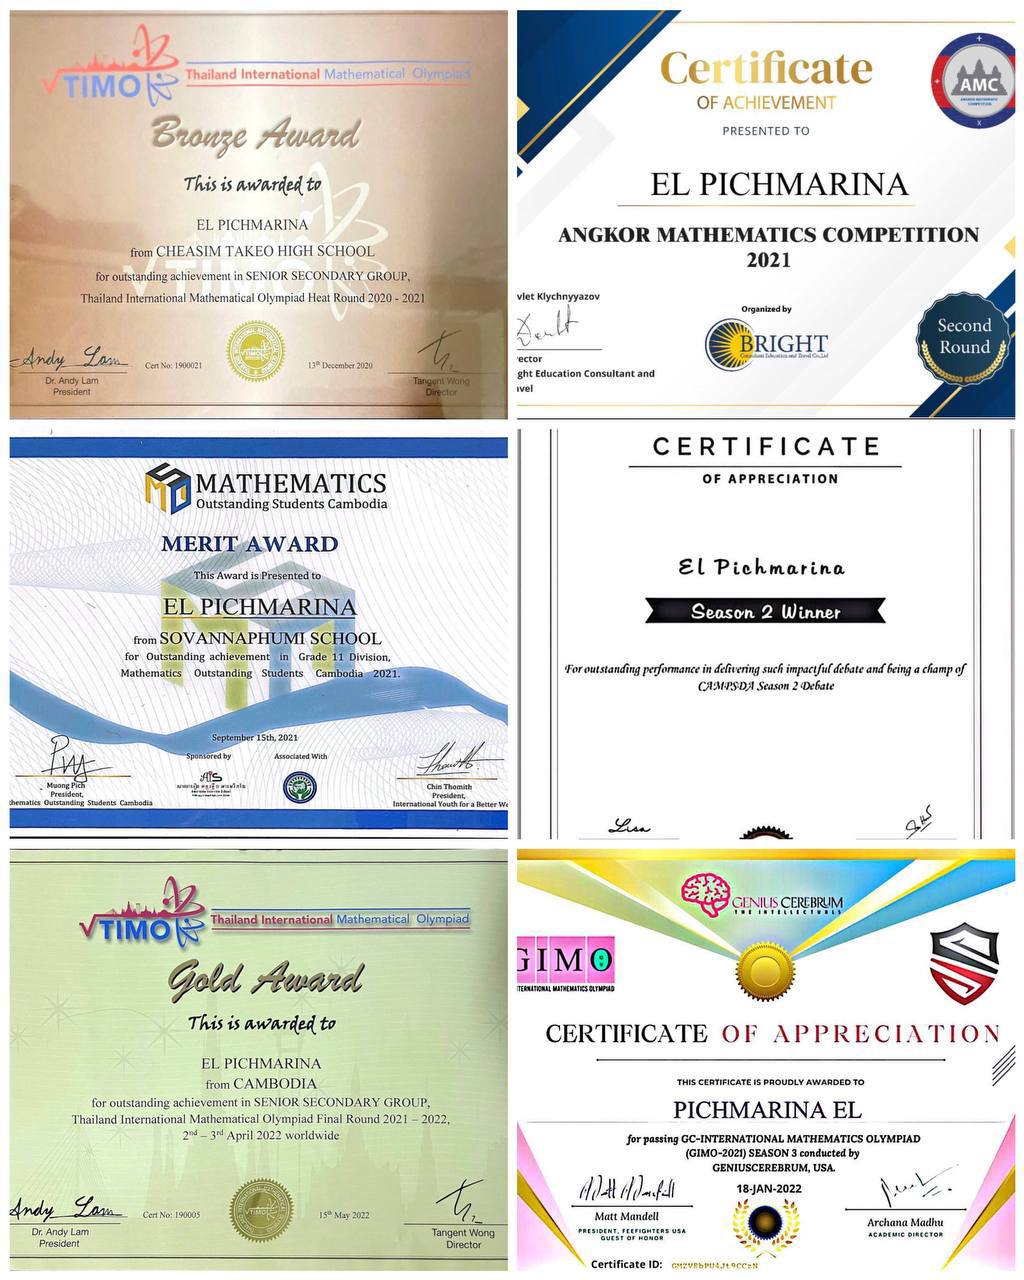 TIMO
Thailand International Mathematical Olympiad
Bronze Award
This is awarded to
EL PICHMARINA
from CHEASIM TAKEO HIGH SCHOOL
for outstanding achievement in SENIOR SECONDARY GROUP,
Thailand International Mathematical Olympiad Heat Round 2020 - 2021
Andy Lam
Cert No: 1900021
13th December 2020
Dr. Andy Lam
President
Tangent Wong
Director
Certificate
OF ACHIEVEMENT
PRESENTED TO
AMC
EL PICHMARINA
ANGKOR MATHEMATICS COMPETITION
2021
vlet Klychnyyazov
Organized by
BRIGHT
Consultant Education and Travel Co.,Ltd
Second
Round
rector
ght Education Consultant and
avel
MATHEMATICS
Outstanding Students Cambodia
MERIT AWARD
This Award is Presented to
EL PICHMARINA
from SOVANNAPHUMI SCHOOL
for Outstanding achievement in Grade 11 Division,
Mathematics Outstanding Students Cambodia 2021.
September 15th, 2021
Sponsored by
Associated With
AIS
Muong Pich
President,
thematics Outstanding Students Cambodia
Chin Thomith
President,
International Youth for a Better Wo
CERTIFICATE
OF APPRECIATION
El Pichmarina
Season 2 Winner
For outstanding performance in delivering such impactful debate and being a champ of
CAMPSDA Season 2 Debate
Lisa
TIMO
Thailand International Mathematical Olympiad
Gold Award
This is awarded to
EL PICHMARINA
from CAMBODIA
for outstanding achievement in SENIOR SECONDARY GROUP,
Thailand International Mathematical Olympiad Final Round 2021 – 2022,
2nd – 3rd April 2022 worldwide
Andy Lam
Cert No: 190005
15th May 2022
Dr. Andy Lam
President
Tangent Wong
Director
GENIUS CEREBRUM
THE INTELLECTUALS
GIMO
TERNATIONAL MATHEMATICS OLYMPIAD
CERTIFICATE OF APPRECIATION
THIS CERTIFICATE IS PROUDLY AWARDED TO
PICHMARINA EL
for passing GC-INTERNATIONAL MATHEMATICS OLYMPIAD
(GIMO-2021) SEASON 3 conducted by
GENIUSCEREBRUM, USA.
18-JAN-2022
Matt Mandell
PRESIDENT, FEEFIGHTERS USA
GUEST OF HONOR
Archana Madhu
ACADEMIC DIRECTOR
Certificate ID: